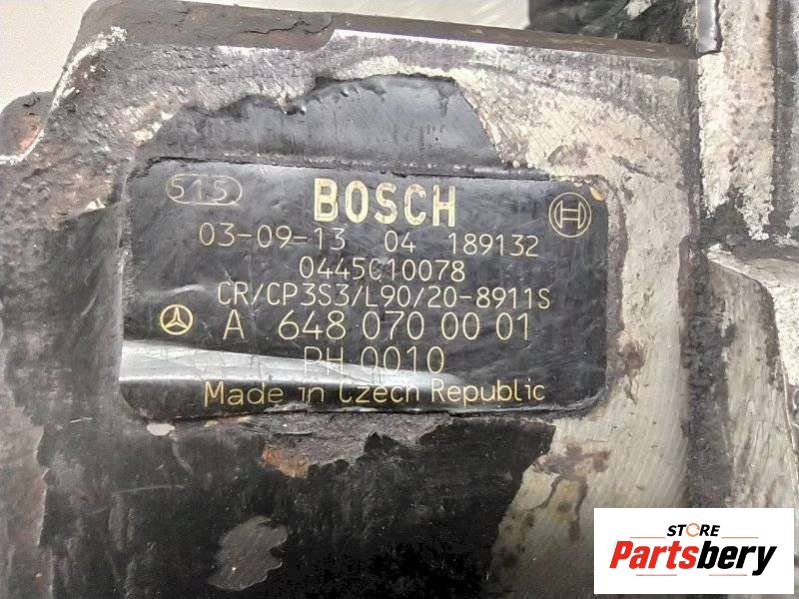 515 BOSCH
03-09-13 04 189132
0445010078
CR/CP3S3/L90/20-8911S
A 648 070 00 01
PH 0010
Made in Czech Republic
STORE
Partsbery